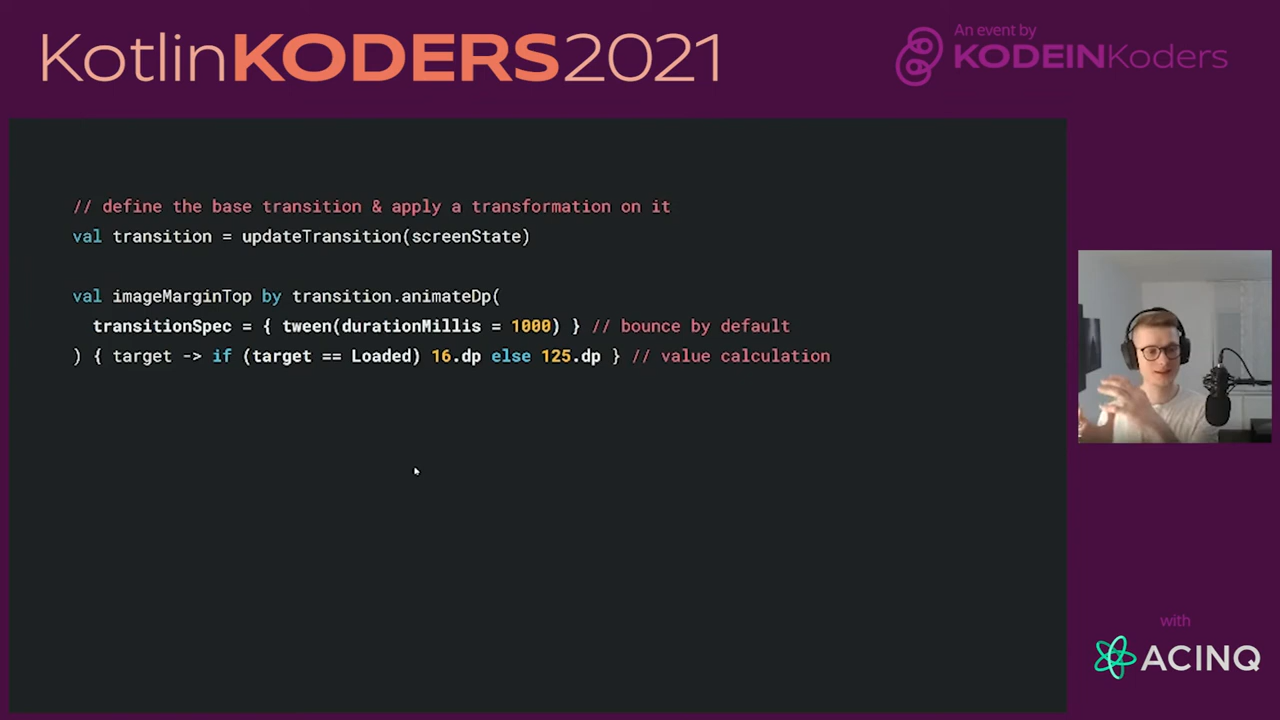 KotlinKODERS2021
An event by
KODEINKoders
// define the base transition & apply a transformation on it
val transition = updateTransition(screenState)
val imageMarginTop by transition.animateDp(
transitionSpec = { tween(durationMillis = 1000) } // bounce by default
) { target -> if (target == Loaded) 16.dp else 125.dp } // value calculation
with
ACINQ